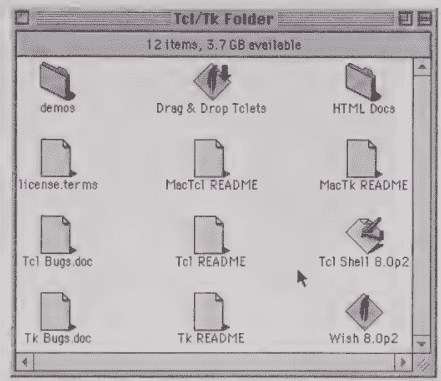 Tcl/Tk Folder
12 items, 3.7 GB available
demos
Drag & Drop Tclets
HTML Docs
license.terms
MacTcl README
MacTk README
Tcl Bugs.doc
Tcl README
Tcl Shell 8.0p2
Tk Bugs.doc
Tk README
Wish 8.0p2